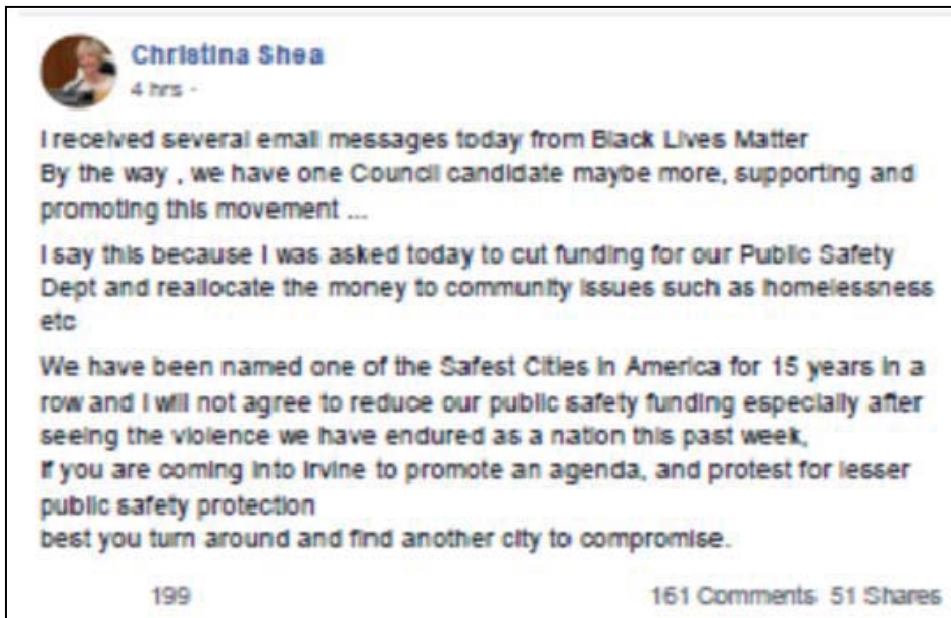 Christina Shea
4 hrs ·
I received several email messages today from Black Lives Matter
By the way , we have one Council candidate maybe more, supporting and
promoting this movement ...
I say this because I was asked today to cut funding for our Public Safety
Dept and reallocate the money to community issues such as homelessness
etc
We have been named one of the Safest Cities in America for 15 years in a
row and I will not agree to reduce our public safety funding especially after
seeing the violence we have endured as a nation this past week,
If you are coming into Irvine to promote an agenda, and protest for lesser
public safety protection
best you turn around and find another city to compromise.
199
161 Comments 51 Shares